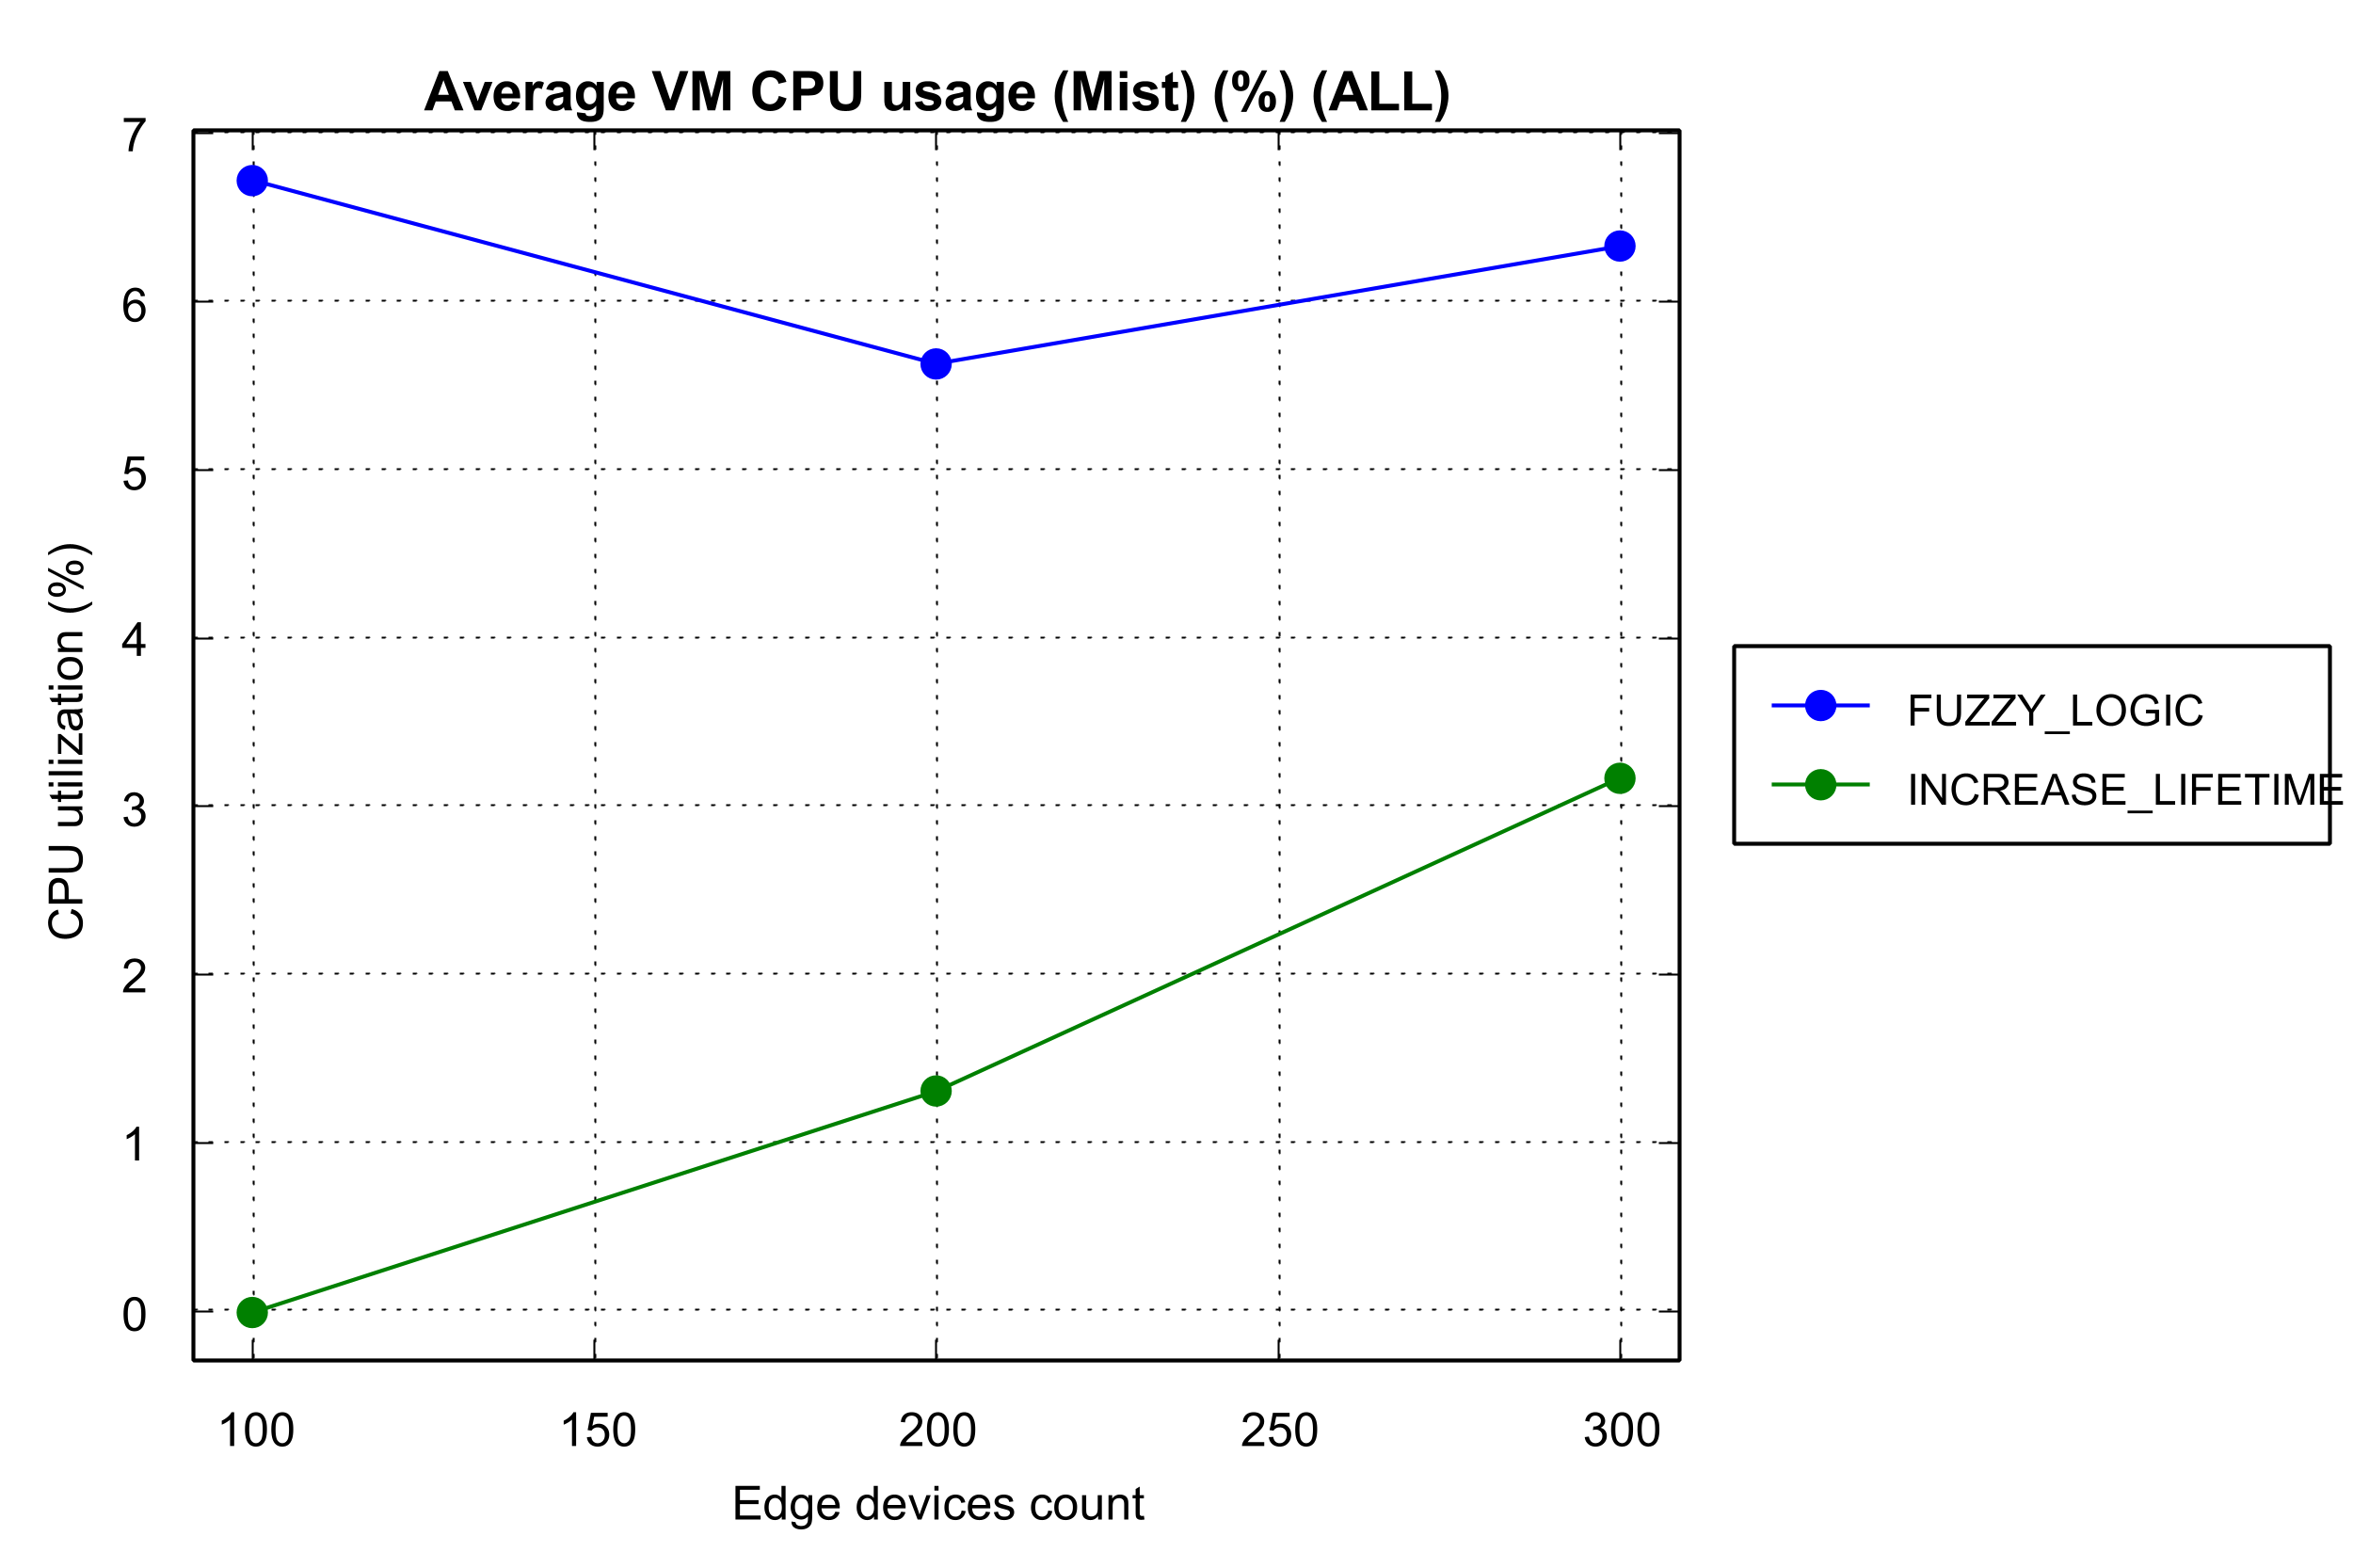 Average VM CPU usage (Mist) (%) (ALL)
7
6
5
4
3
2
1
0
CPU utilization (%)
FUZZY_LOGIC
INCREASE_LIFETIME
100 150 200 250 300
Edge devices count